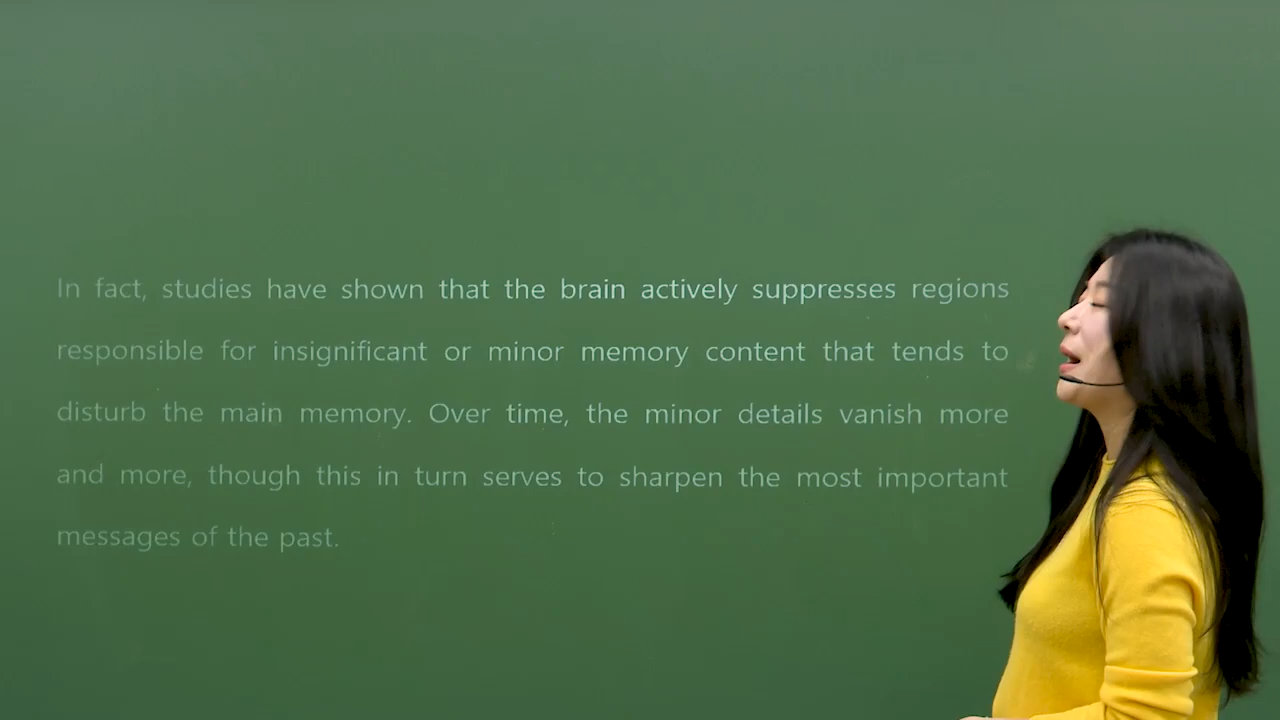 In fact, studies have shown that the brain actively suppresses regions
responsible for insignificant or minor memory content that tends to
disturb the main memory. Over time, the minor details vanish more
and more, though this in turn serves to sharpen the most important
messages of the past.